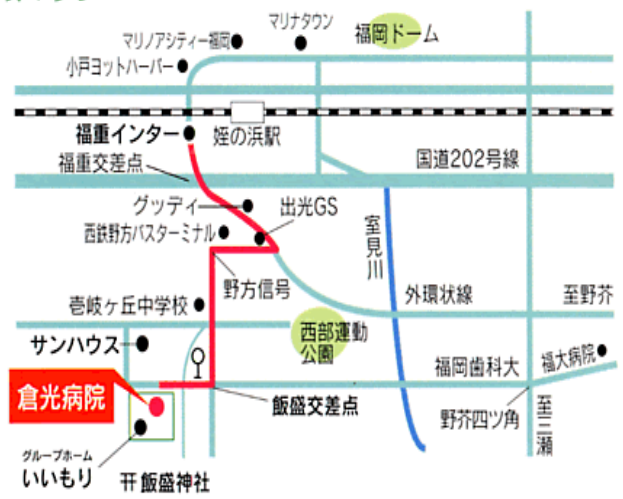 マリナタウン
マリノアシティー福岡
福岡ドーム
小戸ヨットハーバー
福重インター
姪の浜駅
福重交差点
国道202号線
グッディ
出光GS
西鉄野方バスターミナル
室見川
野方信号
外環状線
至野芥
壱岐ヶ丘中学校
サンハウス
西部運動
公園
福岡歯科大
福大病院
倉光病院
飯盛交差点
野芥四ツ角
至三瀬
グループホーム
いいもり
飯盛神社